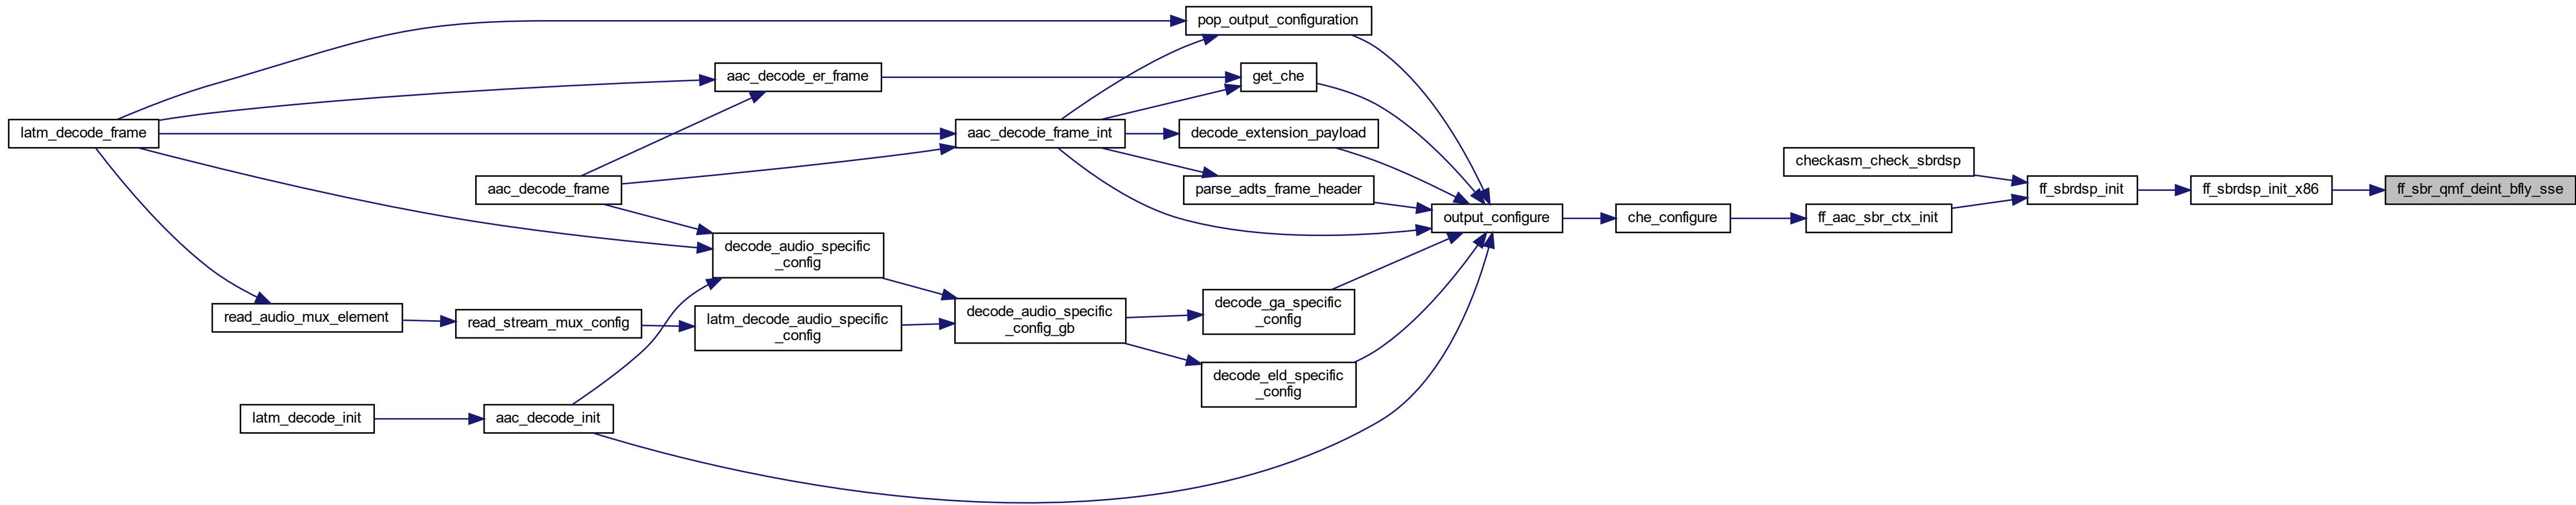 pop_output_configuration
aac_decode_er_frame
get_che
latm_decode_frame
aac_decode_frame_int
decode_extension_payload
checkasm_check_sbrdsp
aac_decode_frame
parse_adts_frame_header
ff_sbrdsp_init
ff_sbrdsp_init_x86
ff_sbr_qmf_deint_bfly_sse
output_configure
che_configure
ff_aac_sbr_ctx_init
decode_audio_specific
_config
read_audio_mux_element
read_stream_mux_config
latm_decode_audio_specific
_config
decode_audio_specific
_config_gb
decode_ga_specific
_config
decode_eld_specific
_config
latm_decode_init
aac_decode_init